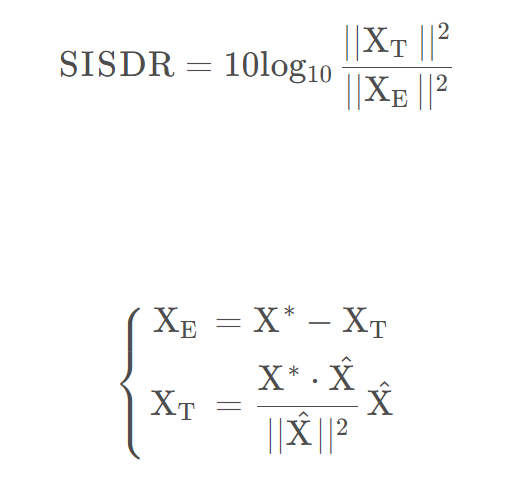 SISDR = 10log₁₀ ||X_T||² / ||X_E||²
{ X_E = X* − X_T
X_T = (X* · X̂ / ||X̂||²) X̂